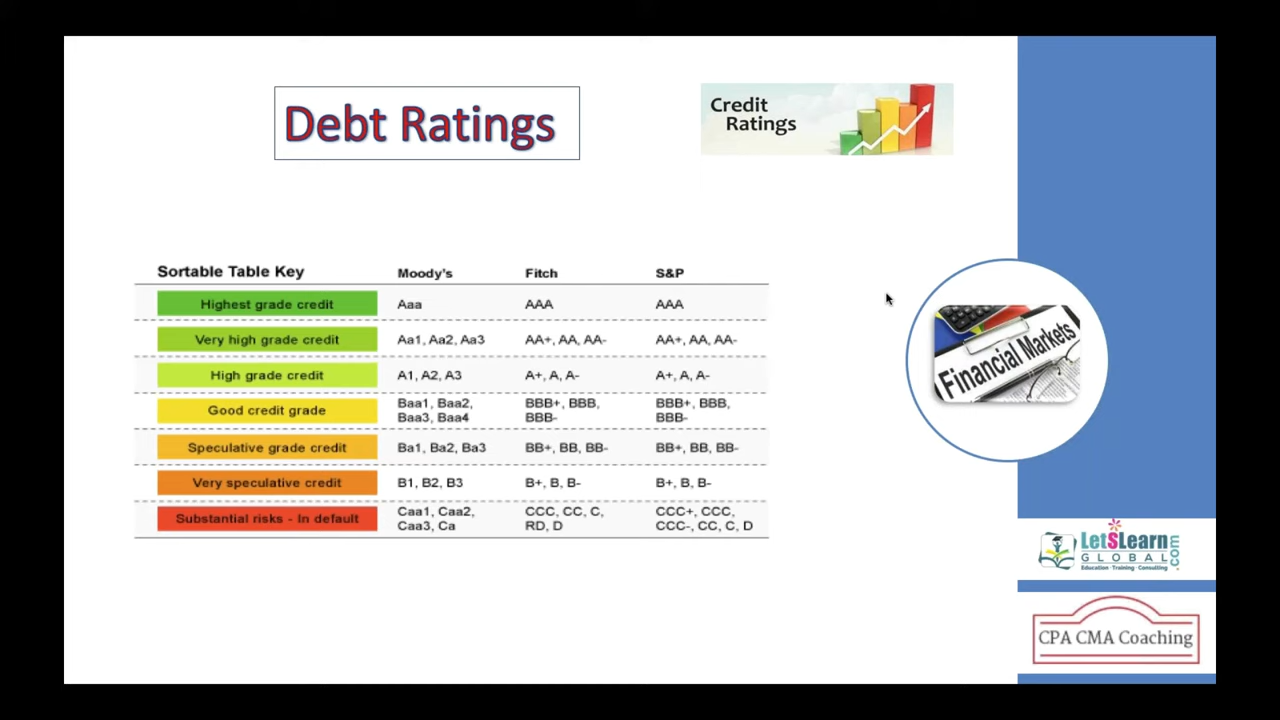 Debt Ratings
Credit
Ratings
Sortable Table Key Moody's Fitch S&P
Highest grade credit Aaa AAA AAA
Very high grade credit Aa1, Aa2, Aa3 AA+, AA, AA- AA+, AA, AA-
High grade credit A1, A2, A3 A+, A, A- A+, A, A-
Good credit grade Baa1, Baa2, BBB+, BBB, BBB+, BBB,
Baa3, Baa4 BBB- BBB-
Speculative grade credit Ba1, Ba2, Ba3 BB+, BB, BB- BB+, BB, BB-
Very speculative credit B1, B2, B3 B+, B, B- B+, B, B-
Substantial risks - In default Caa1, Caa2, CCC, CC, C, CCC+, CCC,
Caa3, Ca RD, D CCC-, CC, C, D
Financial Markets
LetSLearn
GLOBAL.com
Education · Training · Consulting
CPA CMA Coaching